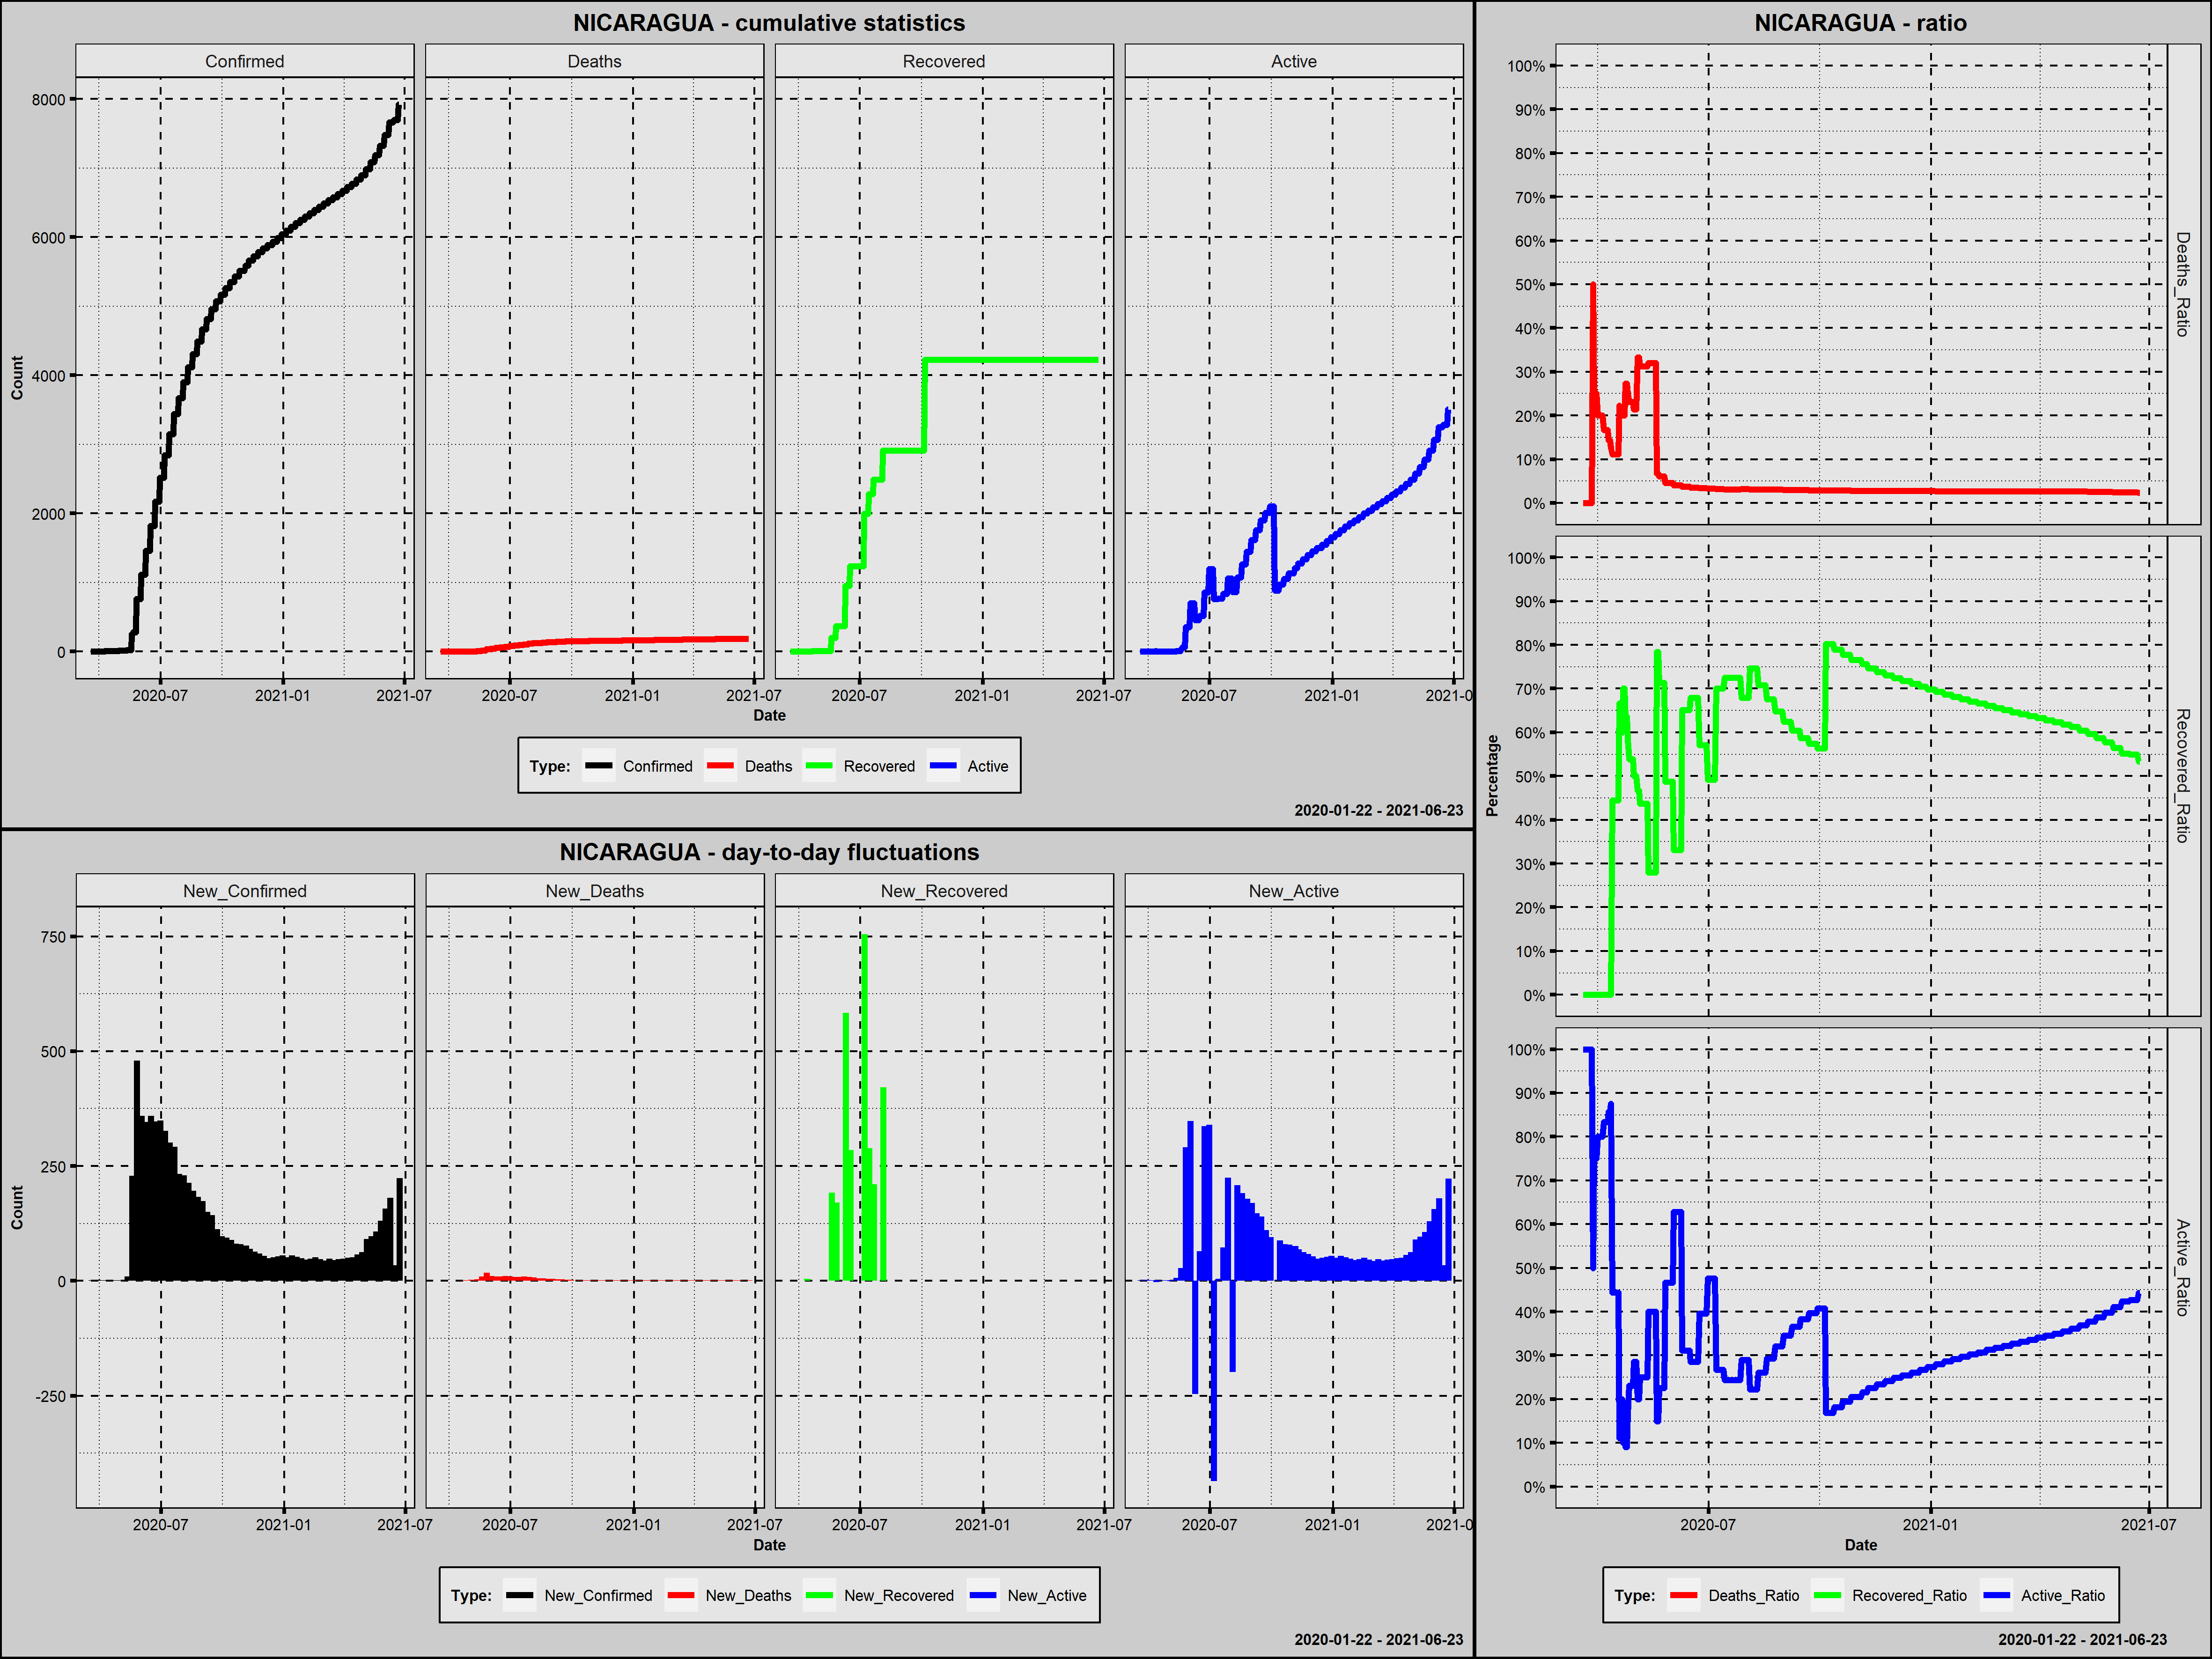 NICARAGUA - cumulative statistics
Confirmed Deaths Recovered Active
8000
6000
4000
2000
0
Count
2020-07 2021-01 2021-07 2020-07 2021-01 2021-07 2020-07 2021-01 2021-07 2020-07 2021-01 2021-0
Date
Type: Confirmed Deaths Recovered Active
2020-01-22 - 2021-06-23
NICARAGUA - day-to-day fluctuations
New_Confirmed New_Deaths New_Recovered New_Active
750
500
250
0
-250
Count
2020-07 2021-01 2021-07 2020-07 2021-01 2021-07 2020-07 2021-01 2021-07 2020-07 2021-01 2021-0
Date
Type: New_Confirmed New_Deaths New_Recovered New_Active
2020-01-22 - 2021-06-23
NICARAGUA - ratio
100%
90%
80%
70%
60%
50%
40%
30%
20%
10%
0%
Deaths_Ratio
100%
90%
80%
70%
60%
50%
40%
30%
20%
10%
0%
Recovered_Ratio
Percentage
100%
90%
80%
70%
60%
50%
40%
30%
20%
10%
0%
Active_Ratio
2020-07 2021-01 2021-07
Date
Type: Deaths_Ratio Recovered_Ratio Active_Ratio
2020-01-22 - 2021-06-23